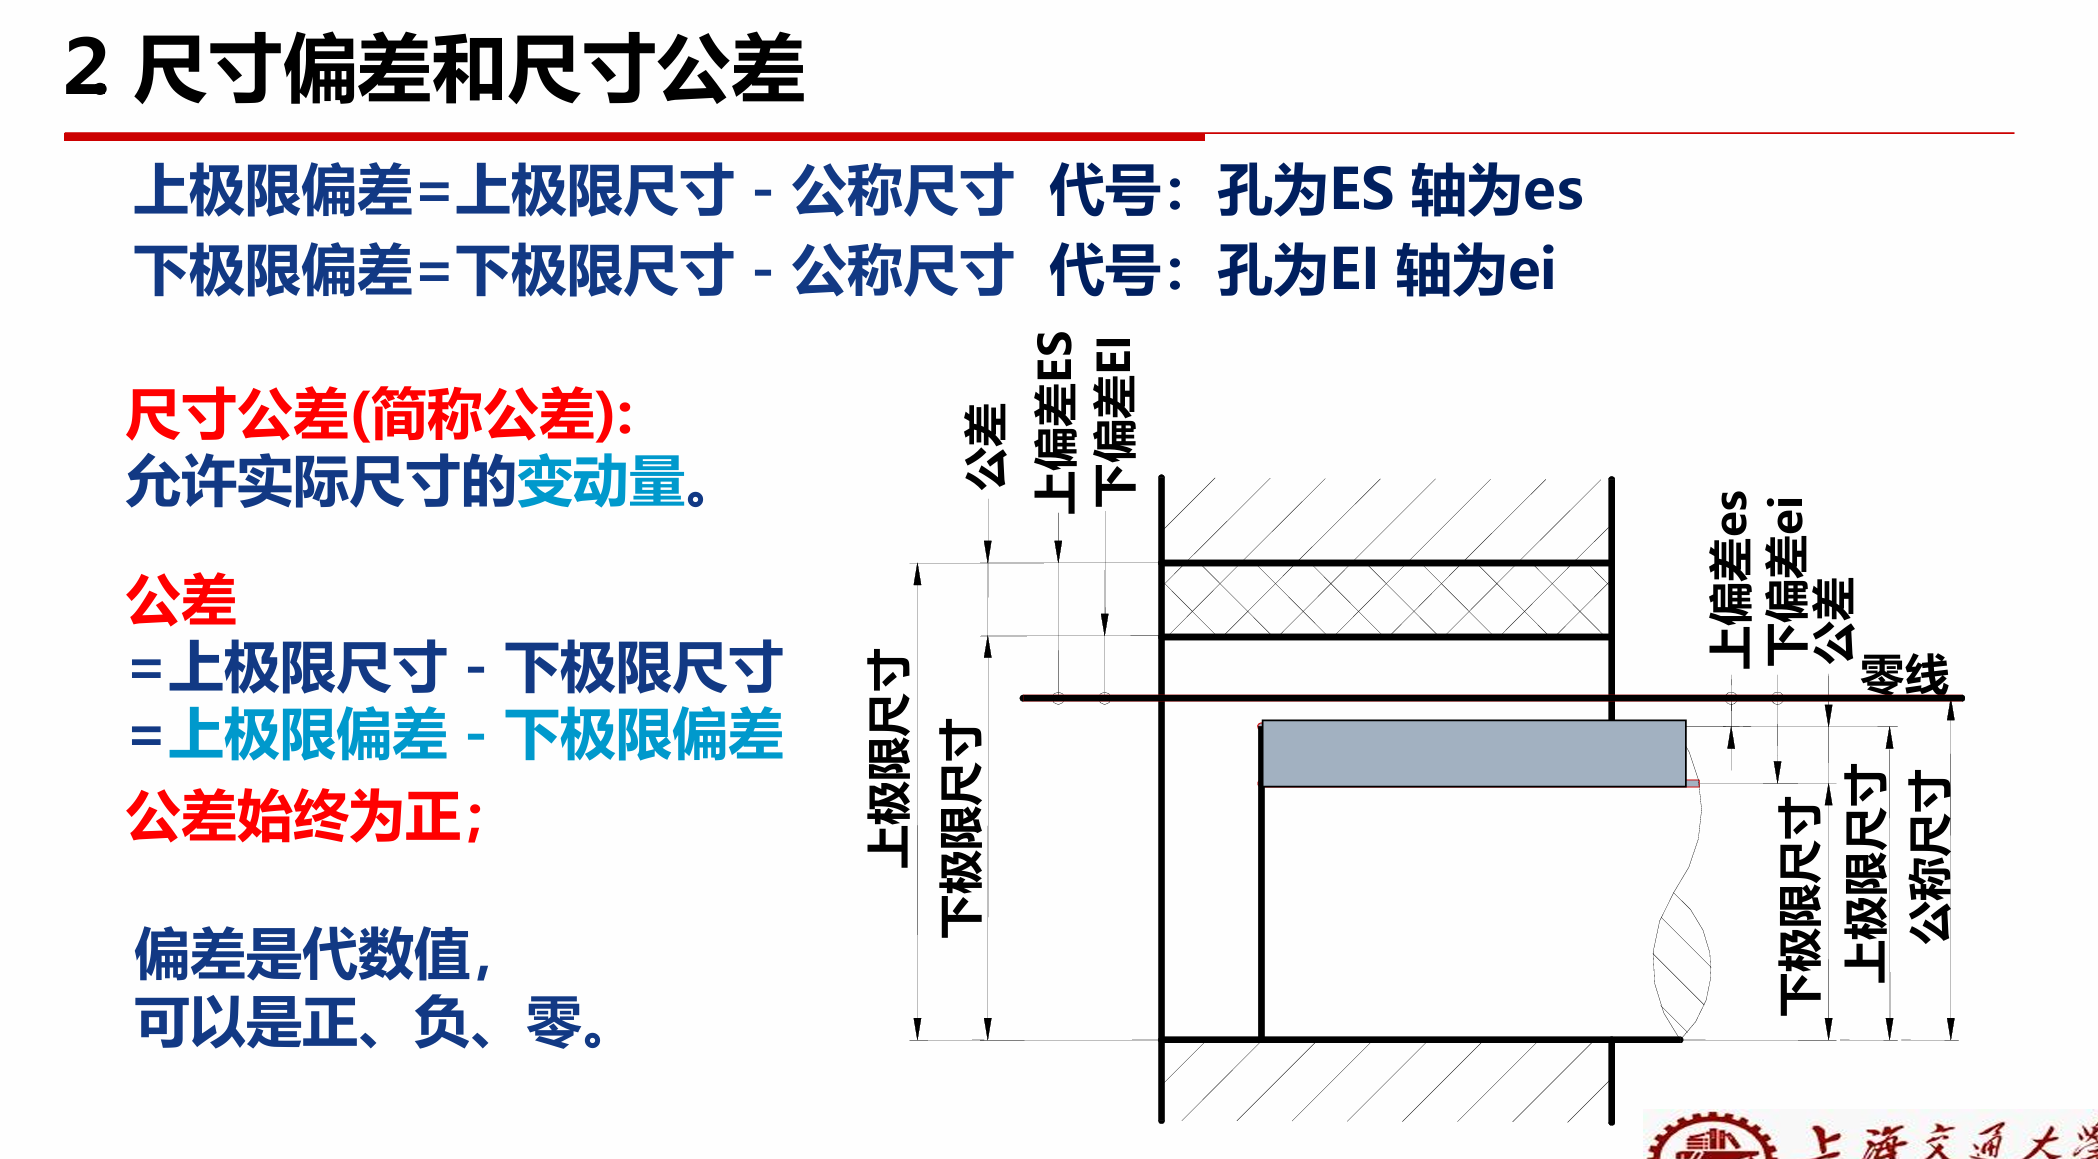 2. 尺寸偏差和尺寸公差
上极限偏差=上极限尺寸 - 公称尺寸 代号：孔为ES 轴为es
下极限偏差=下极限尺寸 - 公称尺寸 代号：孔为EI 轴为ei
尺寸公差(简称公差):
允许实际尺寸的变动量。
公差
=上极限尺寸 - 下极限尺寸
=上极限偏差 - 下极限偏差
公差始终为正;
偏差是代数值,
可以是正、负、零。
上极限尺寸
下极限尺寸
公差
上偏差ES
下偏差EI
上偏差es
下偏差ei
公差
零线
下极限尺寸
上极限尺寸
公称尺寸
上海交通大学